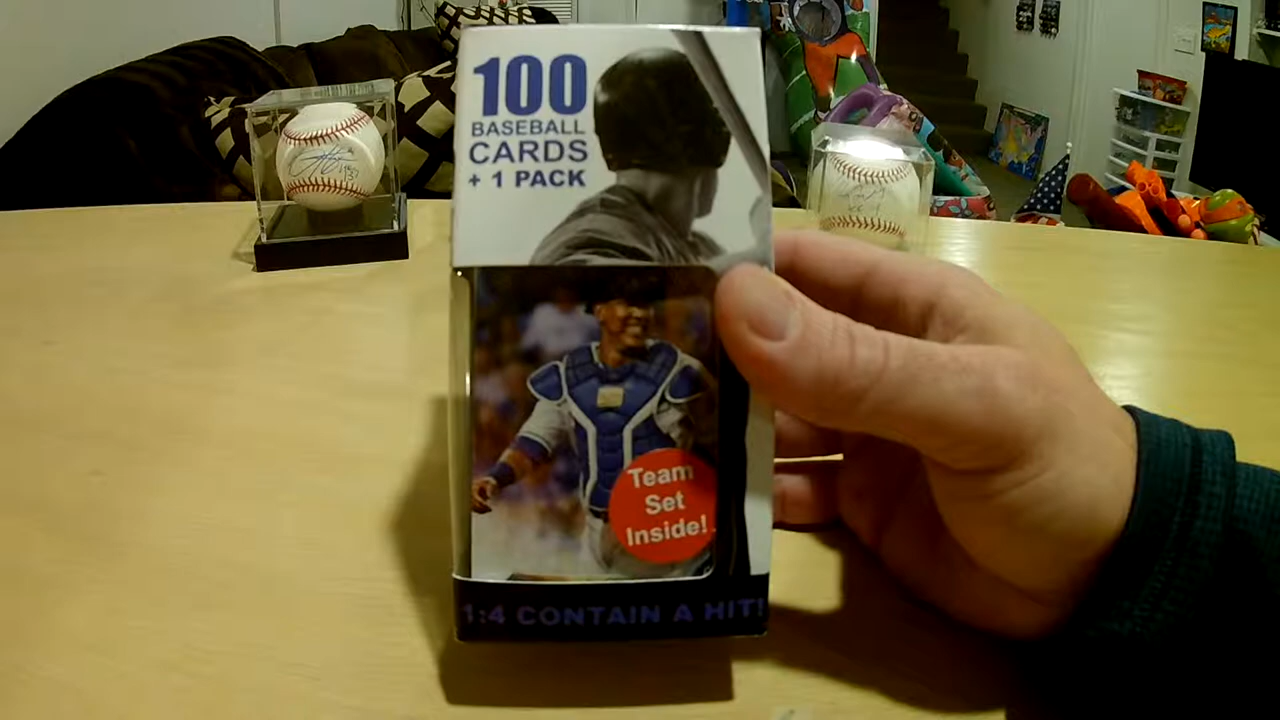 100
BASEBALL
CARDS
+ 1 PACK
Team
Set
Inside!
1:4 CONTAIN A HIT!